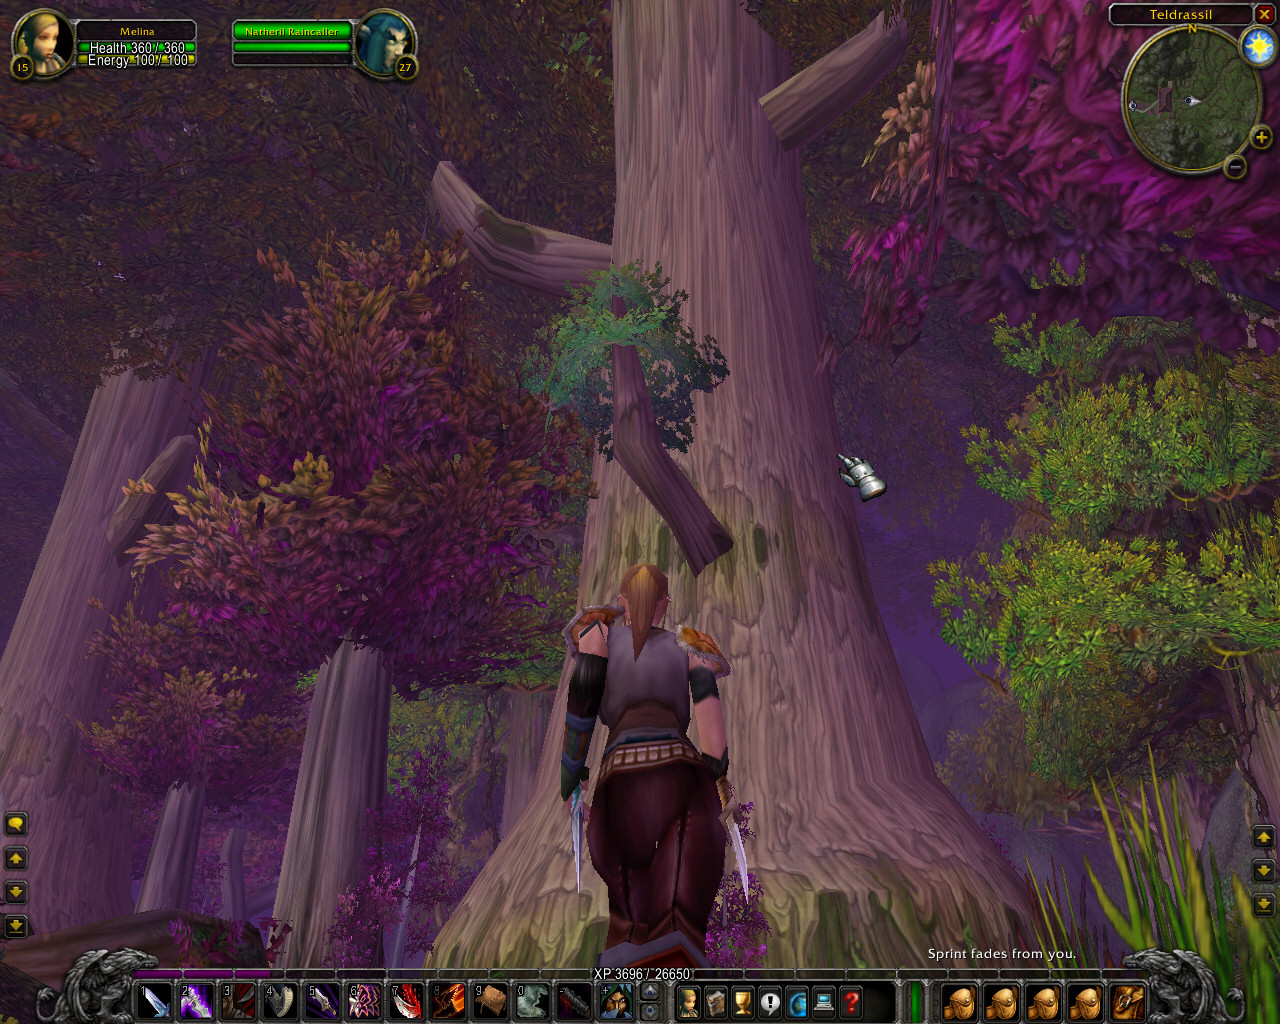 Melina
Health 360 / 360
Energy 100 / 100
15
Natheril Raincaller
27
Teldrassil
N
Sprint fades from you.
XP 3696 / 26650
1 2 3 4 5 6 7 8 9 0 - +